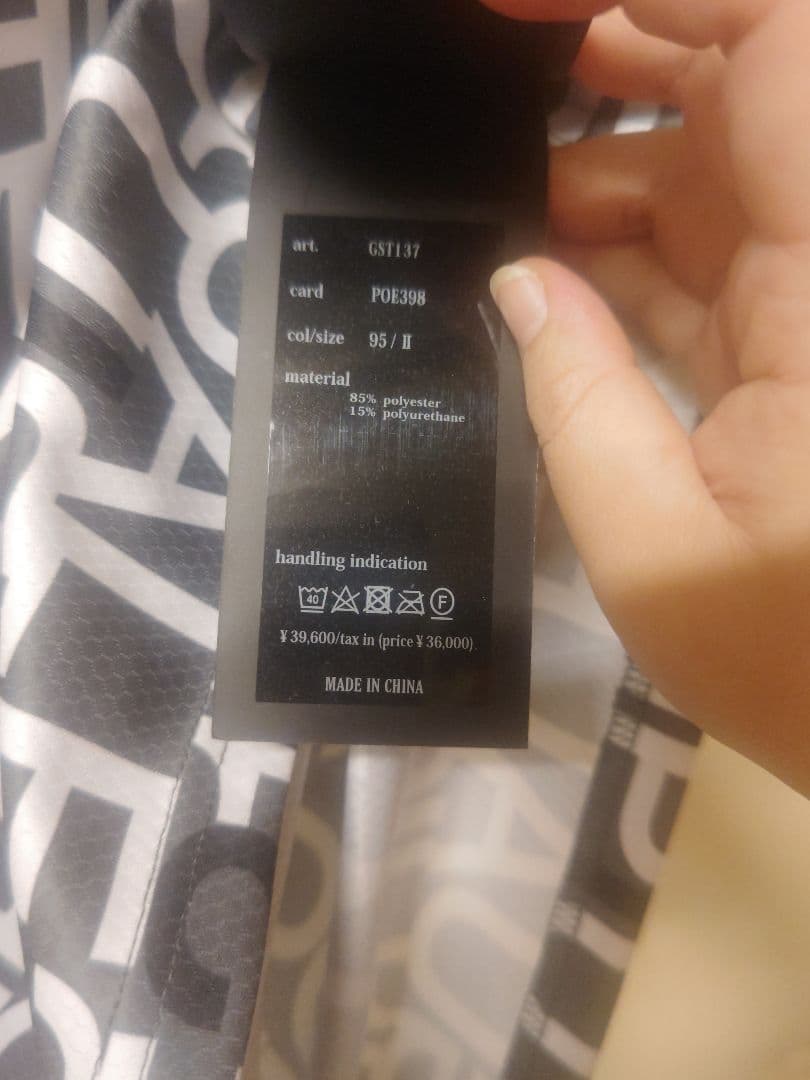 art. GST137
card POE398
col/size 95 / II
material
85% polyester
15% polyurethane
handling indication
40 F
¥ 39,600/tax in (price ¥ 36,000)
MADE IN CHINA